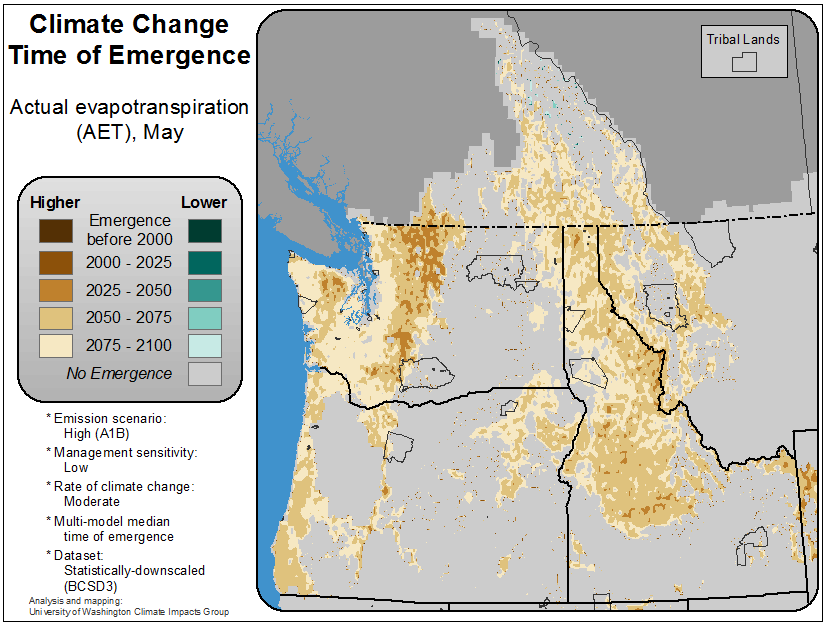 Climate Change
Time of Emergence
Actual evapotranspiration
(AET), May
Higher
Lower
Emergence
before 2000
2000 - 2025
2025 - 2050
2050 - 2075
2075 - 2100
No Emergence
* Emission scenario:
High (A1B)
* Management sensitivity:
Low
* Rate of climate change:
Moderate
* Multi-model median
time of emergence
* Dataset:
Statistically-downscaled
(BCSD3)
Analysis and mapping:
University of Washington Climate Impacts Group
Tribal Lands